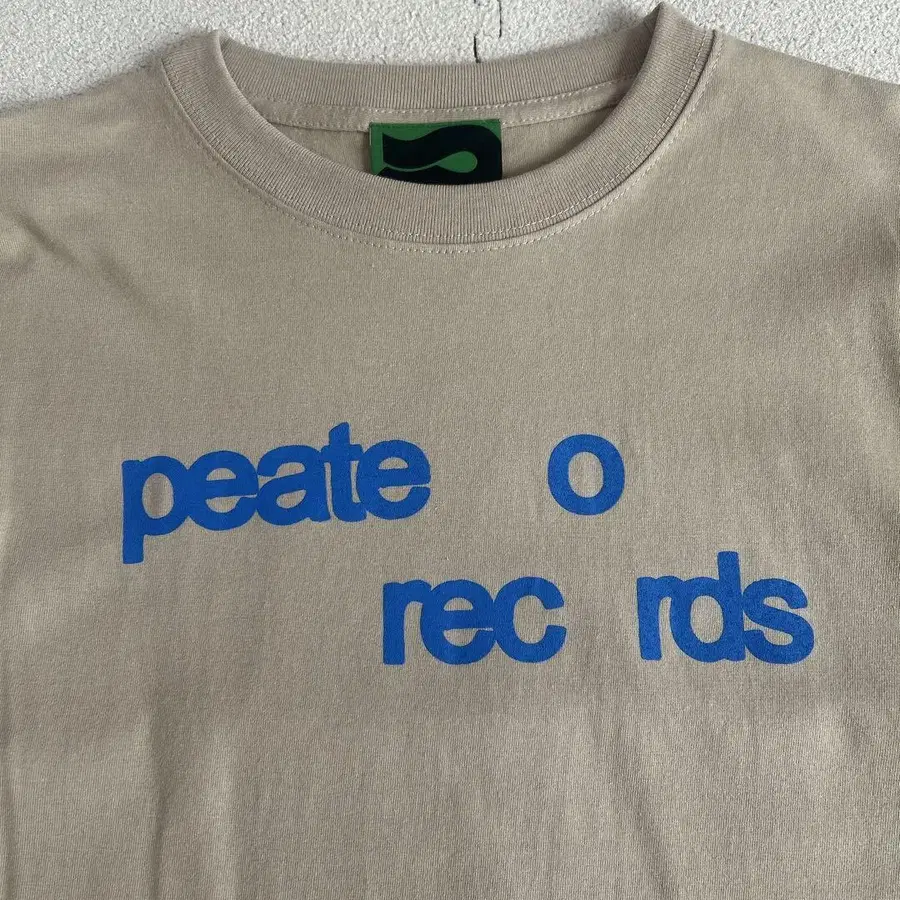 peate o
rec rds